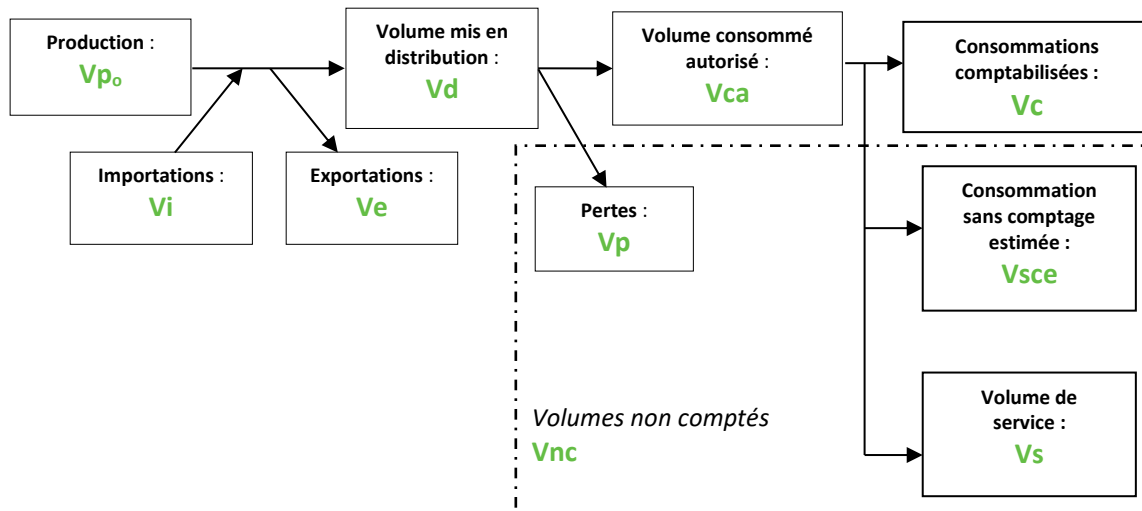 Production :
Vpₒ
Volume mis en
distribution :
Vd
Volume consommé
autorisé :
Vca
Consommations
comptabilisées :
Vc
Importations :
Vi
Exportations :
Ve
Pertes :
Vp
Consommation
sans comptage
estimée :
Vsce
Volumes non comptés
Vnc
Volume de
service :
Vs